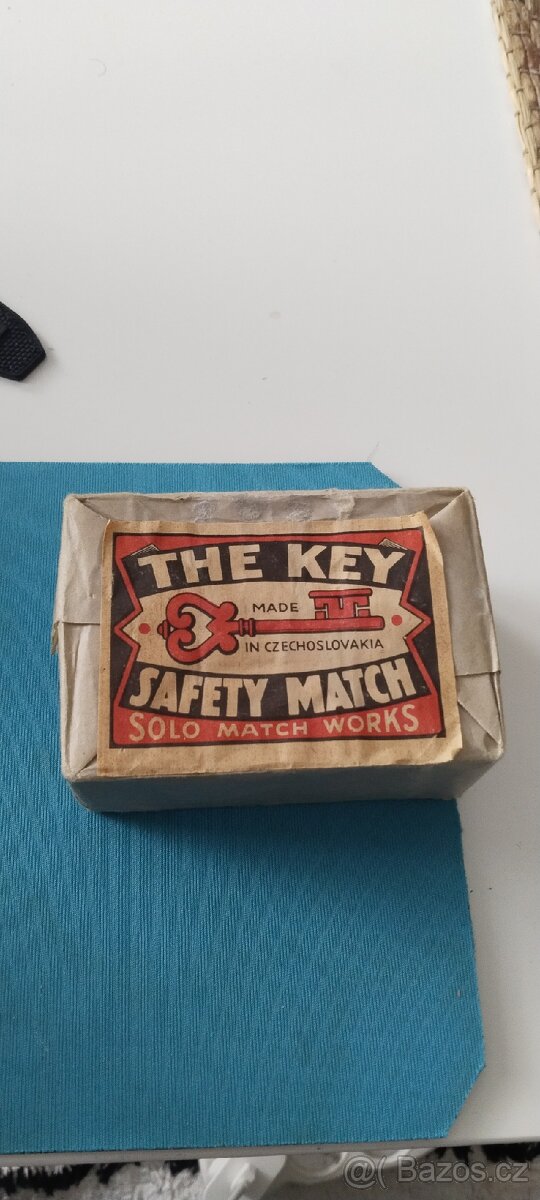 THE KEY
MADE
IN CZECHOSLOVAKIA
SAFETY MATCH
SOLO MATCH WORKS
Bazos.cz